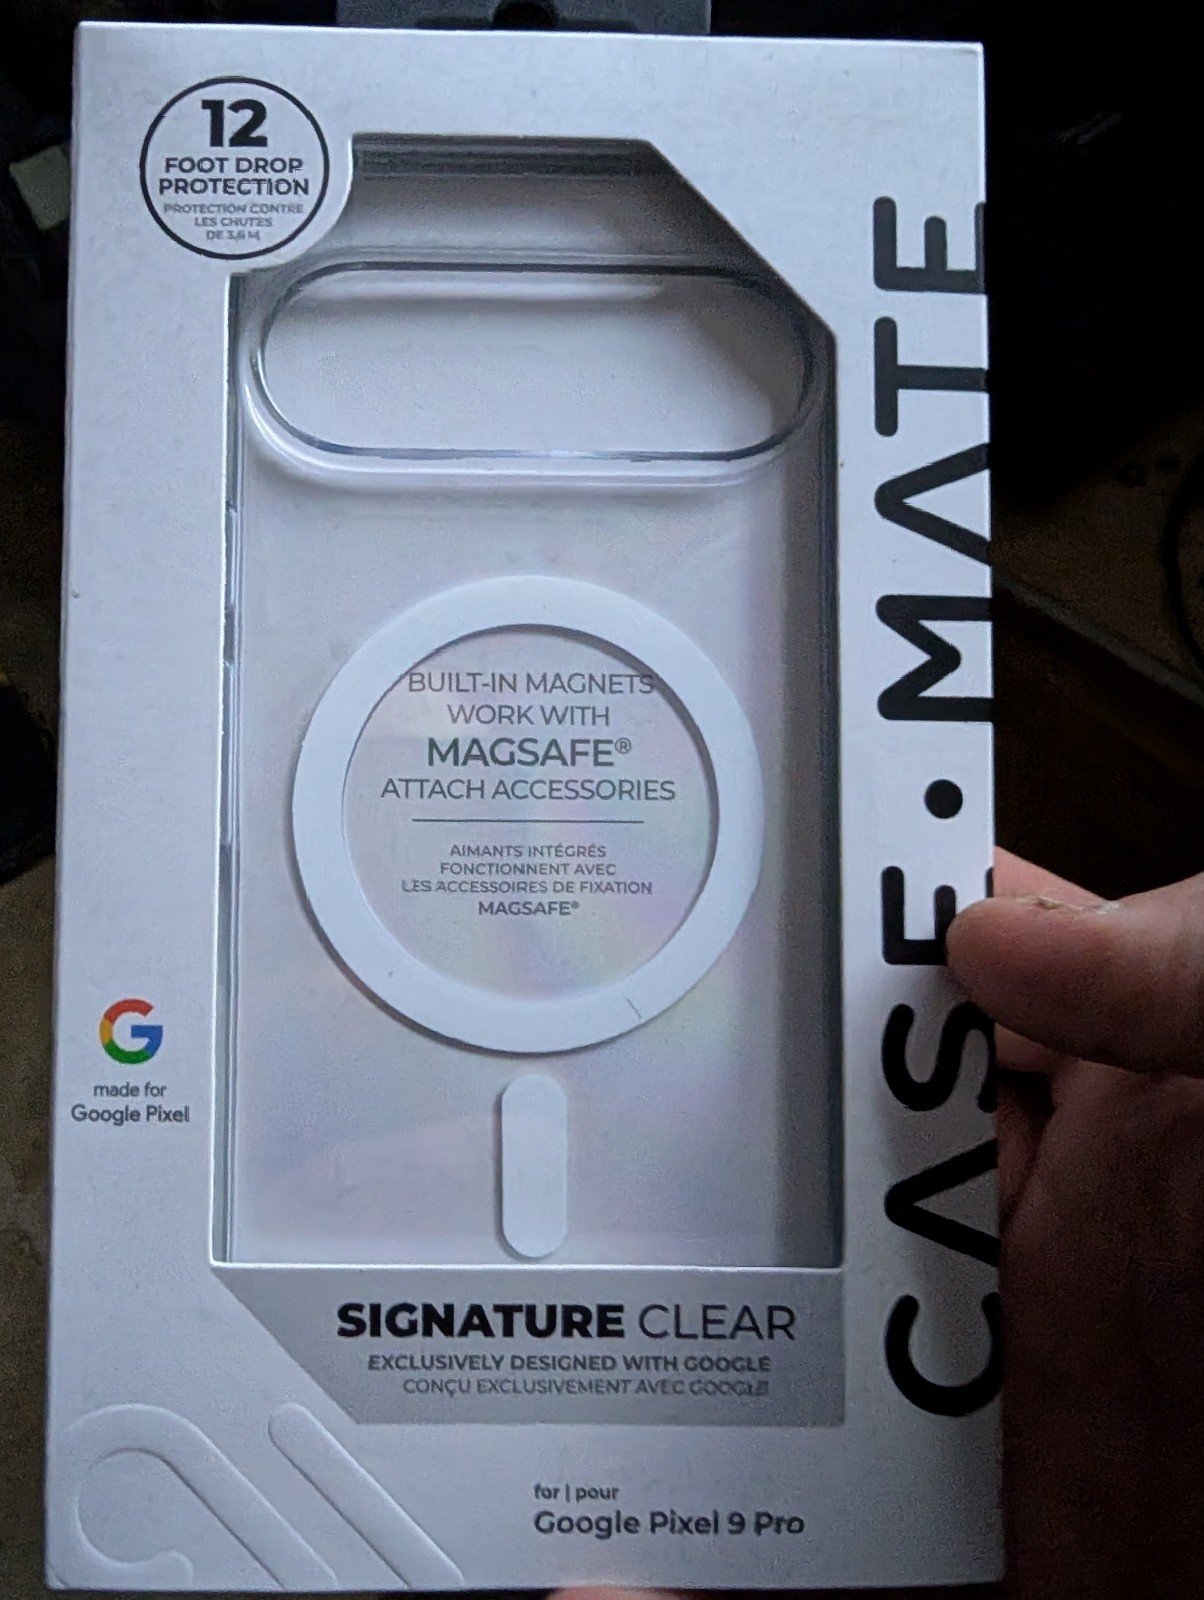 12
FOOT DROP
PROTECTION
PROTECTION CONTRE
LES CHUTES
DE 3,6 M
CASE·MATE
BUILT-IN MAGNETS
WORK WITH
MAGSAFE®
ATTACH ACCESSORIES
AIMANTS INTÉGRÉS
FONCTIONNENT AVEC
LES ACCESSOIRES DE FIXATION
MAGSAFE®
G
made for
Google Pixel
SIGNATURE CLEAR
EXCLUSIVELY DESIGNED WITH GOOGLE
CONÇU EXCLUSIVEMENT AVEC GOOGLE
for | pour
Google Pixel 9 Pro